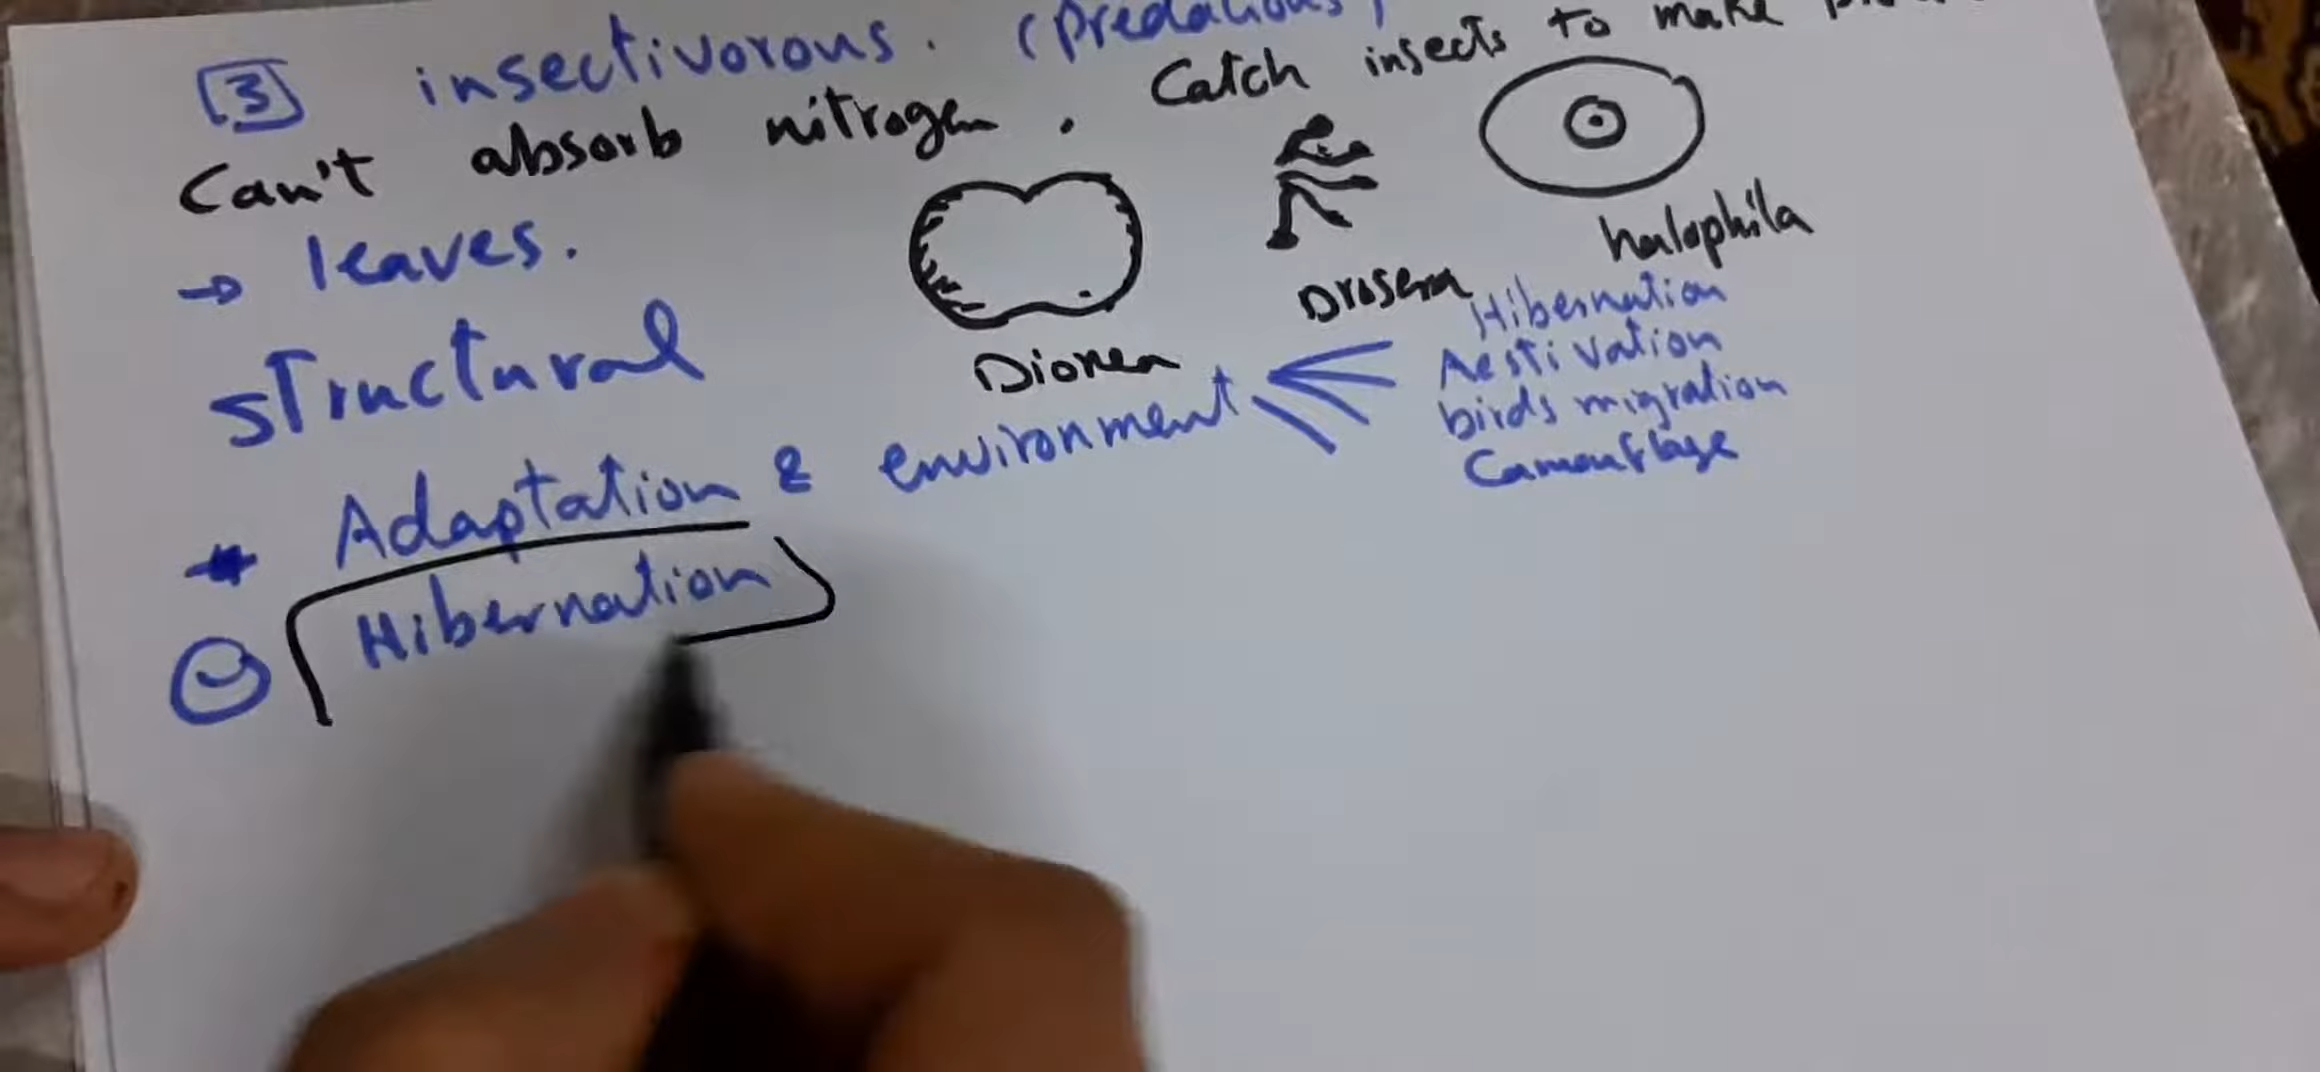 3 insectivorous. (Predatious)
Can't absorb nitrogen. Catch insects to make
→ leaves.
Dionea
Drosera
halophila
Structural
* Adaptation & environment
Hibernation
Aestivation
birds migration
Camouflage
Hibernation